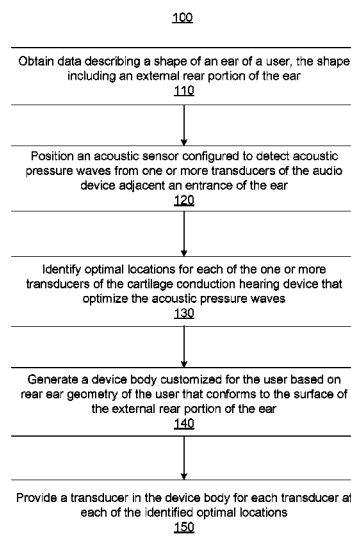 100
Obtain data describing a shape of an ear of a user, the shape
including an external rear portion of the ear
110
Position an acoustic sensor configured to detect acoustic
pressure waves from one or more transducers of the audio
device adjacent an entrance of the ear
120
Identify optimal locations for each of the one or more
transducers of the cartilage conduction hearing device that
optimize the acoustic pressure waves
130
Generate a device body customized for the user based on
rear ear geometry of the user that conforms to the surface of
the external rear portion of the ear
140
Provide a transducer in the device body for each transducer at
each of the identified optimal locations
150